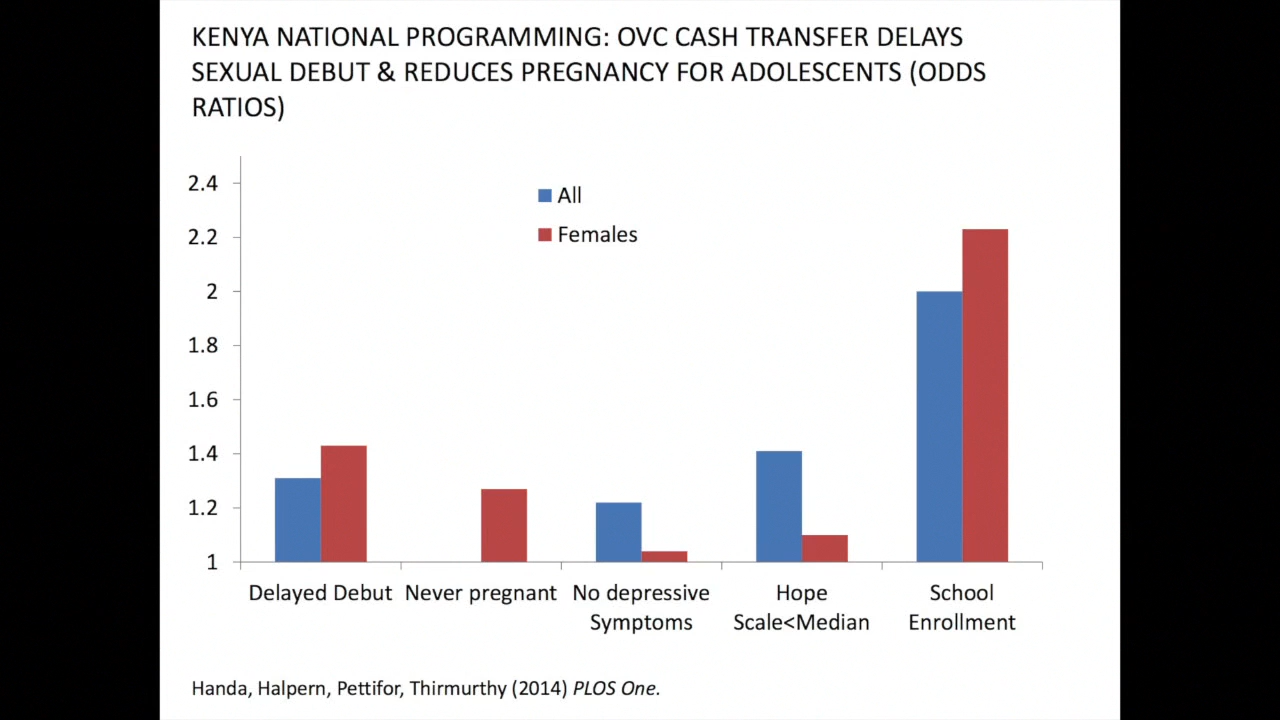 KENYA NATIONAL PROGRAMMING: OVC CASH TRANSFER DELAYS
SEXUAL DEBUT & REDUCES PREGNANCY FOR ADOLESCENTS (ODDS
RATIOS)
All
Females
2.4
2.2
2
1.8
1.6
1.4
1.2
1
Delayed Debut
Never pregnant
No depressive
Symptoms
Hope
Scale<Median
School
Enrollment
Handa, Halpern, Pettifor, Thirmurthy (2014) PLOS One.